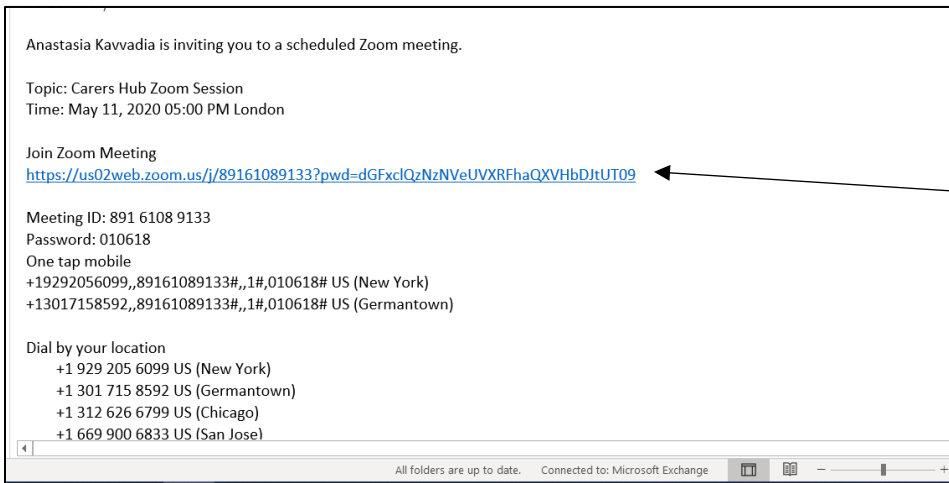 Anastasia Kavvadia is inviting you to a scheduled Zoom meeting.
Topic: Carers Hub Zoom Session
Time: May 11, 2020 05:00 PM London
Join Zoom Meeting
https://us02web.zoom.us/j/89161089133?pwd=dGFxclQzNzNVeUVXRFhaQXVHbDJtUT09
Meeting ID: 891 6108 9133
Password: 010618
One tap mobile
+19292056099,,89161089133#,,1#,010618# US (New York)
+13017158592,,89161089133#,,1#,010618# US (Germantown)
Dial by your location
+1 929 205 6099 US (New York)
+1 301 715 8592 US (Germantown)
+1 312 626 6799 US (Chicago)
+1 669 900 6833 US (San Jose)
All folders are up to date. Connected to: Microsoft Exchange